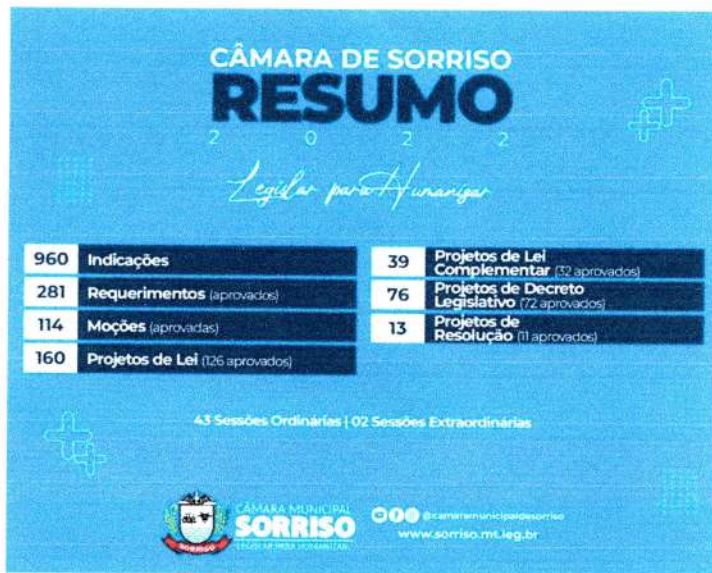 CÂMARA DE SORRISO
RESUMO
2 0 2 2
Legislar para Humanizar
960 Indicações
281 Requerimentos (aprovados)
114 Moções (aprovadas)
160 Projetos de Lei (126 aprovados)
39 Projetos de Lei
Complementar (32 aprovados)
76 Projetos de Decreto
Legislativo (72 aprovados)
13 Projetos de
Resolução (11 aprovados)
43 Sessões Ordinárias | 02 Sessões Extraordinárias
SORRISO
CÂMARA MUNICIPAL
SORRISO
LEGISLAR PARA HUMANIZAR
@camaramunicipaldesorriso
www.sorriso.mt.leg.br